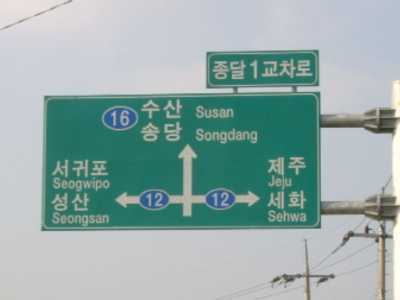 종달1교차로
16 수산 Susan
송당 Songdang
서귀포
Seogwipo
성산
Seongsan
12
12
제주
Jeju
세화
Sehwa